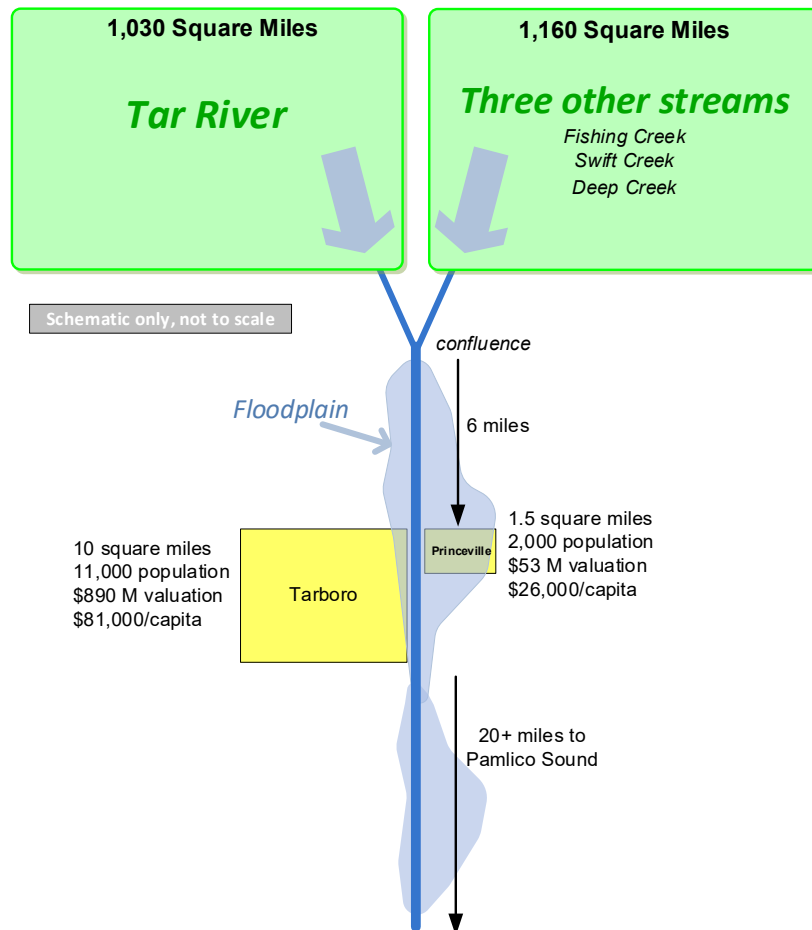 1,030 Square Miles
Tar River
1,160 Square Miles
Three other streams
Fishing Creek
Swift Creek
Deep Creek
Schematic only, not to scale
confluence
Floodplain
6 miles
10 square miles
11,000 population
$890 M valuation
$81,000/capita
Tarboro
Princeville
1.5 square miles
2,000 population
$53 M valuation
$26,000/capita
20+ miles to
Pamlico Sound